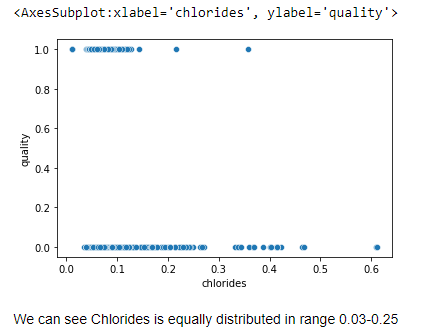 <AxesSubplot:xlabel='chlorides', ylabel='quality'>
1.0
0.8
0.6
0.4
0.2
0.0
quality
0.0 0.1 0.2 0.3 0.4 0.5 0.6
chlorides
We can see Chlorides is equally distributed in range 0.03-0.25